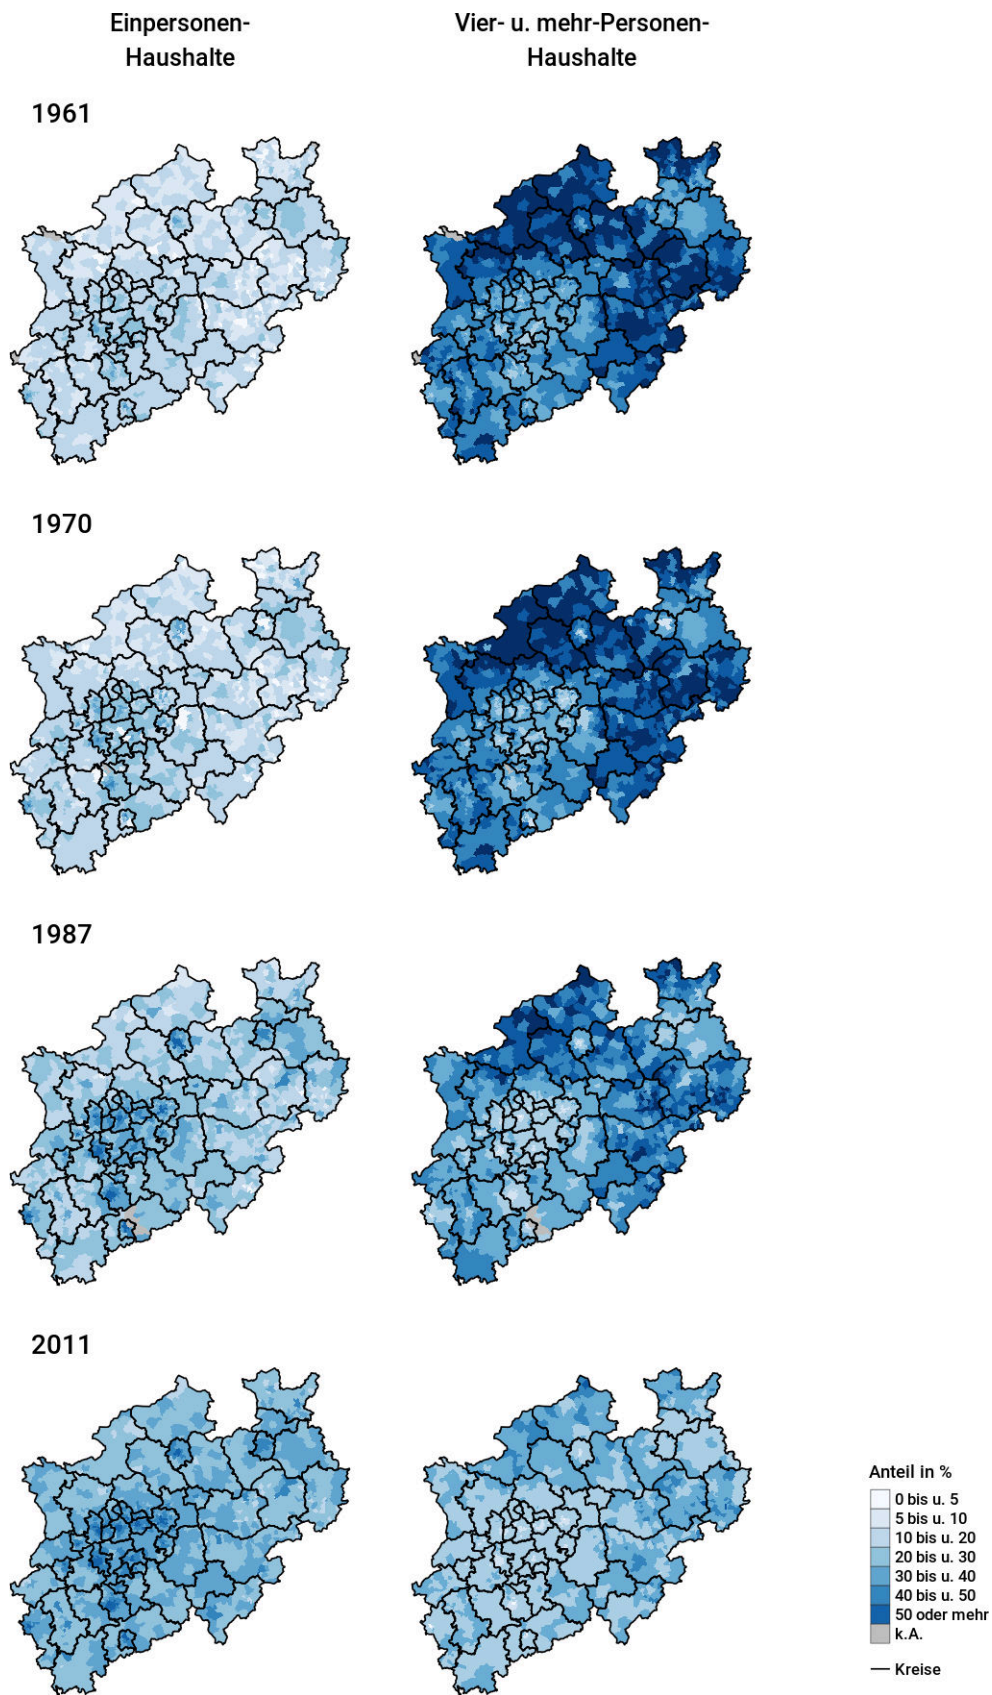 Einpersonen-
Haushalte
Vier- u. mehr-Personen-
Haushalte
1961
1970
1987
2011
Anteil in %
0 bis u. 5
5 bis u. 10
10 bis u. 20
20 bis u. 30
30 bis u. 40
40 bis u. 50
50 oder mehr
k.A.
Kreise